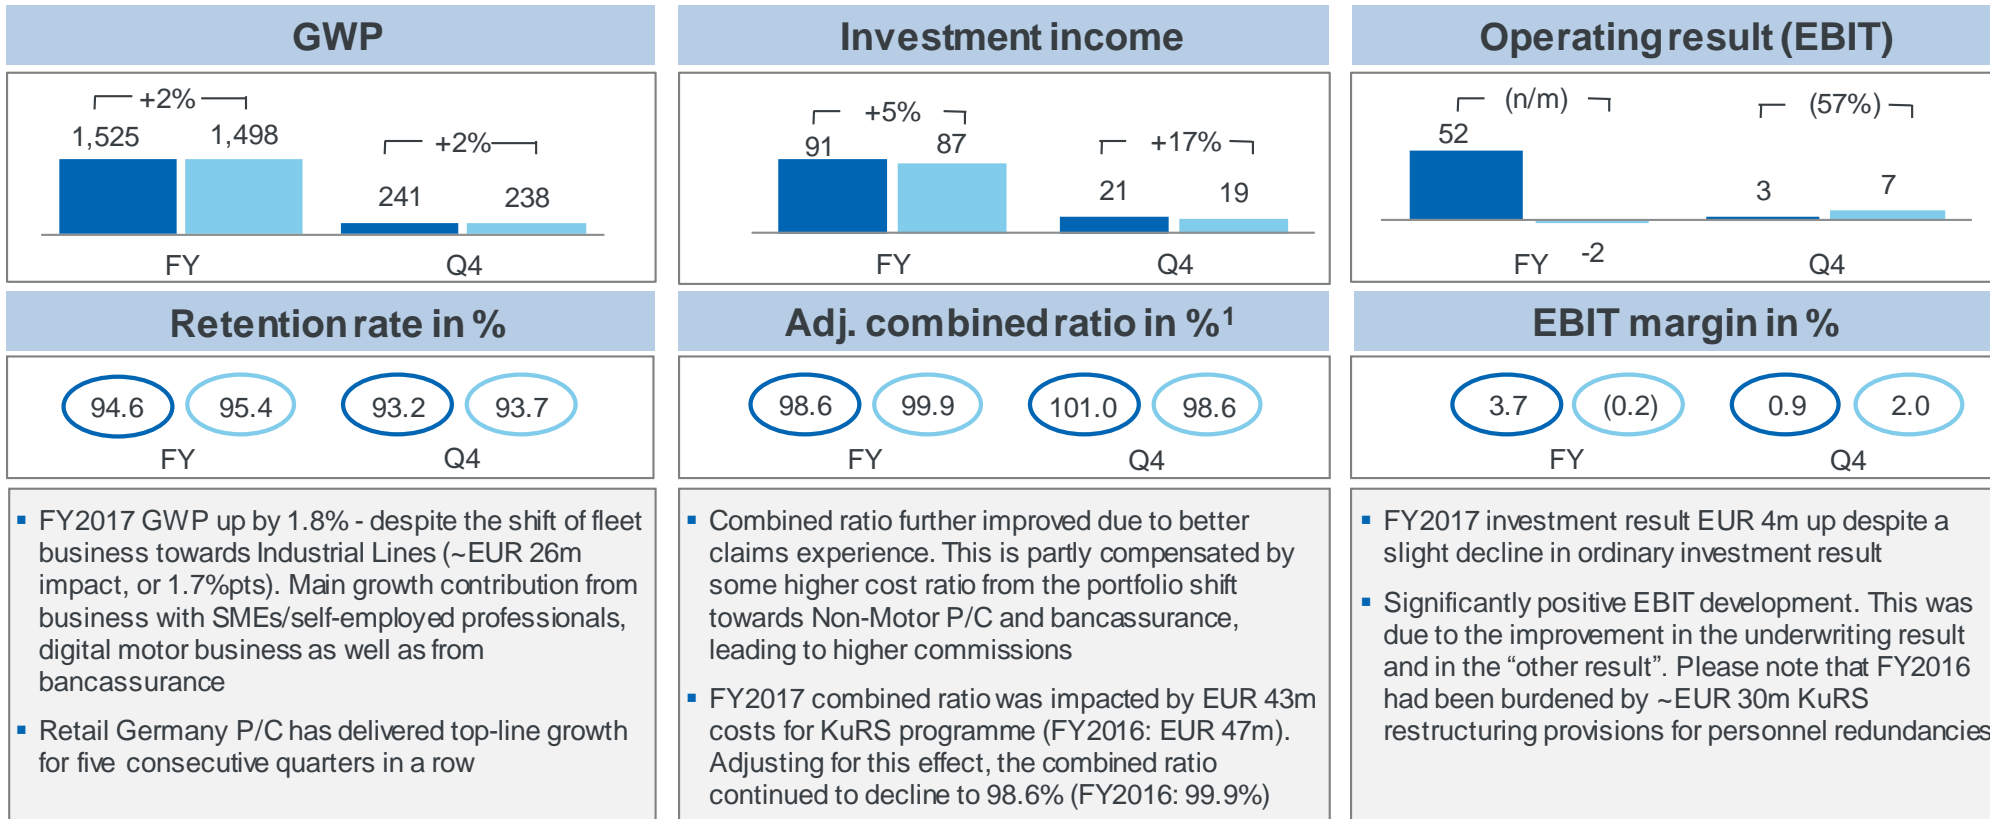 GWP
+2%
1,525
1,498
+2%
241
238
FY
Q4
Investment income
+5%
91
87
+17%
21
19
FY
Q4
Operating result (EBIT)
(n/m)
52
-2
(57%)
3
7
FY
Q4
Retention rate in %
94.6
95.4
93.2
93.7
FY
Q4
Adj. combined ratio in %¹
98.6
99.9
101.0
98.6
FY
Q4
EBIT margin in %
3.7
(0.2)
0.9
2.0
FY
Q4
▪ FY2017 GWP up by 1.8% - despite the shift of fleet
business towards Industrial Lines (~EUR 26m
impact, or 1.7%pts). Main growth contribution from
business with SMEs/self-employed professionals,
digital motor business as well as from
bancassurance
▪ Retail Germany P/C has delivered top-line growth
for five consecutive quarters in a row
▪ Combined ratio further improved due to better
claims experience. This is partly compensated by
some higher cost ratio from the portfolio shift
towards Non-Motor P/C and bancassurance,
leading to higher commissions
▪ FY2017 combined ratio was impacted by EUR 43m
costs for KuRS programme (FY2016: EUR 47m).
Adjusting for this effect, the combined ratio
continued to decline to 98.6% (FY2016: 99.9%)
▪ FY2017 investment result EUR 4m up despite a
slight decline in ordinary investment result
▪ Significantly positive EBIT development. This was
due to the improvement in the underwriting result
and in the “other result”. Please note that FY2016
had been burdened by ~EUR 30m KuRS
restructuring provisions for personnel redundancies